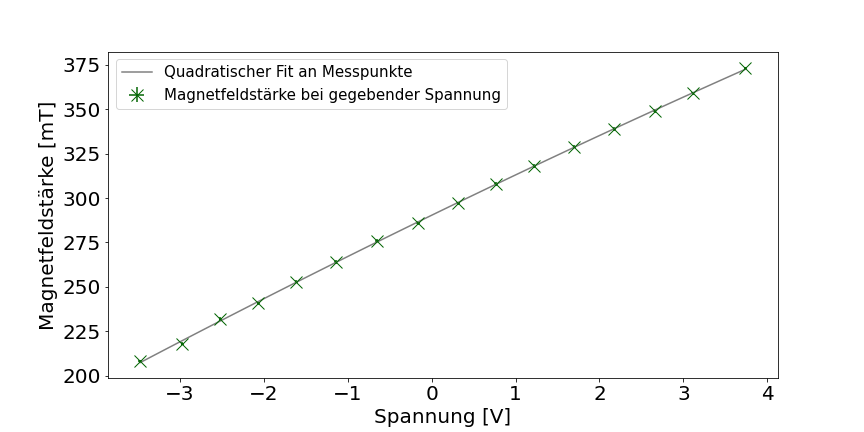 375
350
325
300
275
250
225
200
Magnetfeldstärke [mT]
Quadratischer Fit an Messpunkte
Magnetfeldstärke bei gegebender Spannung
−3 −2 −1 0 1 2 3 4
Spannung [V]